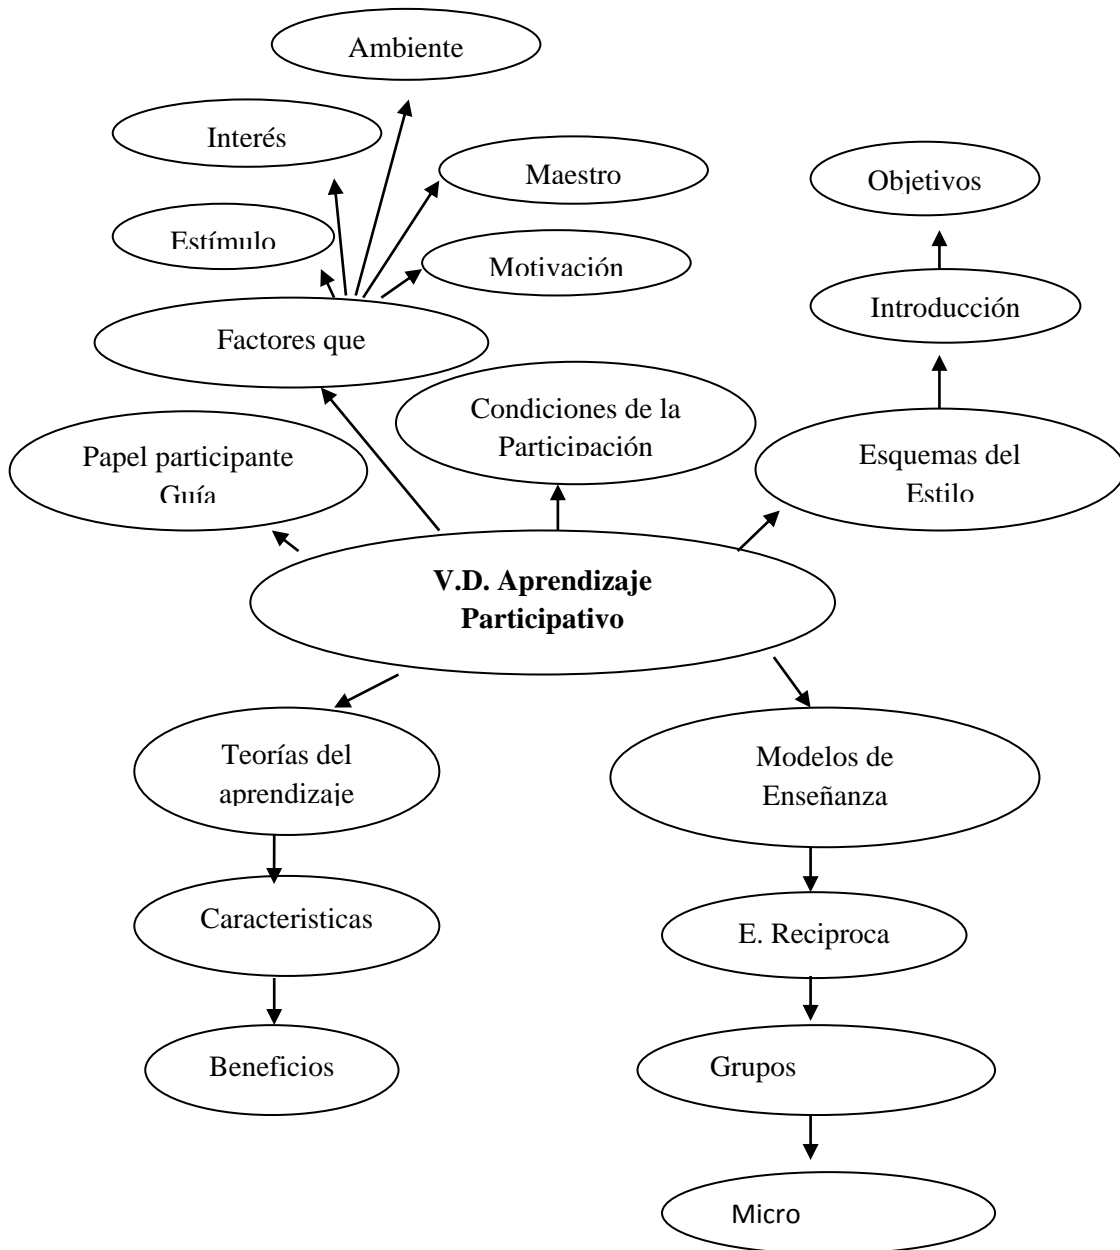 Ambiente
Interés
Maestro
Objetivos
Estímulo
Motivación
Introducción
Factores que
Condiciones de la
Participación
Papel participante
Guía
Esquemas del
Estilo
V.D. Aprendizaje
Participativo
Teorías del
aprendizaje
Modelos de
Enseñanza
Caracteristicas
E. Reciproca
Beneficios
Grupos
Micro